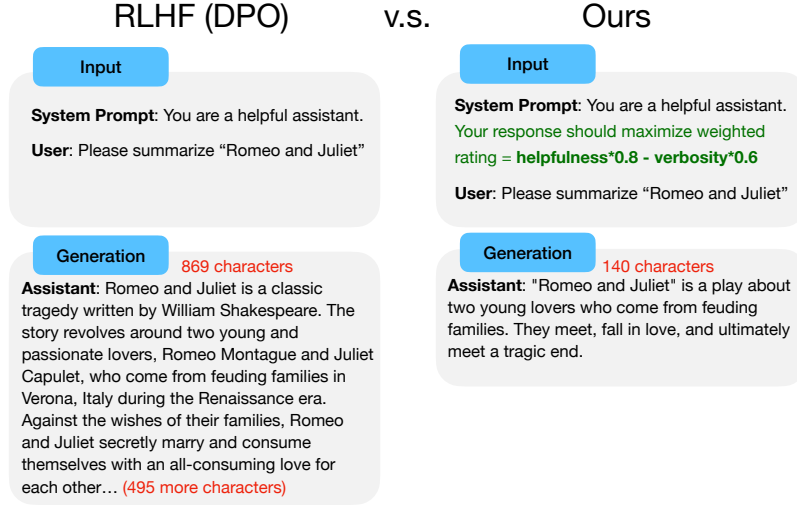 RLHF (DPO) v.s. Ours
Input
System Prompt: You are a helpful assistant.
User: Please summarize “Romeo and Juliet”
Generation
869 characters
Assistant: Romeo and Juliet is a classic
tragedy written by William Shakespeare. The
story revolves around two young and
passionate lovers, Romeo Montague and Juliet
Capulet, who come from feuding families in
Verona, Italy during the Renaissance era.
Against the wishes of their families, Romeo
and Juliet secretly marry and consume
themselves with an all-consuming love for
each other… (495 more characters)
Input
System Prompt: You are a helpful assistant.
Your response should maximize weighted
rating = helpfulness*0.8 - verbosity*0.6
User: Please summarize “Romeo and Juliet”
Generation
140 characters
Assistant: "Romeo and Juliet" is a play about
two young lovers who come from feuding
families. They meet, fall in love, and ultimately
meet a tragic end.